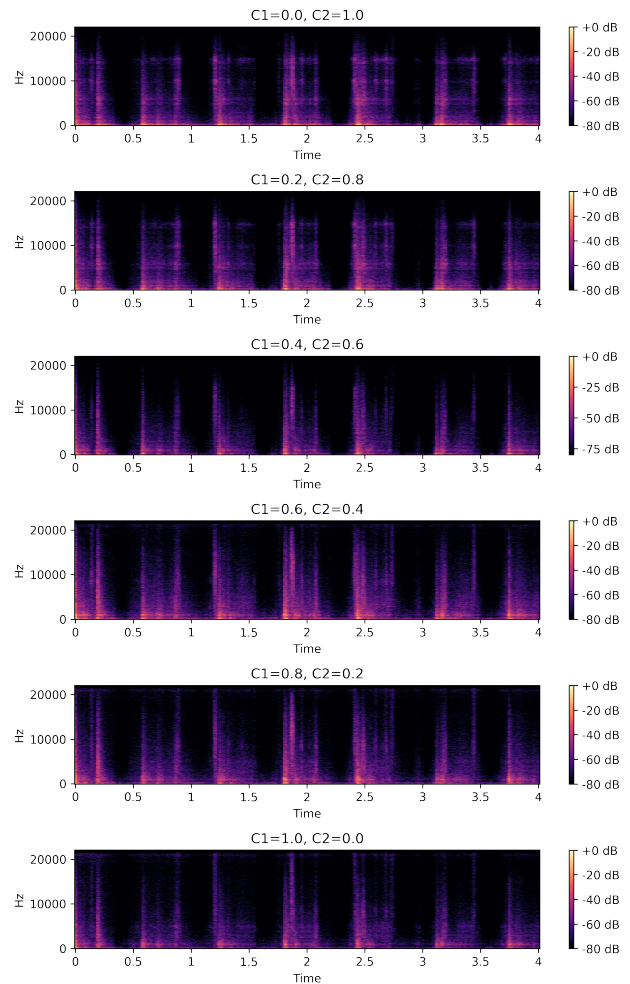 C1=0.0, C2=1.0
Hz
20000
10000
0
0 0.5 1 1.5 2 2.5 3 3.5 4
Time
+0 dB
-20 dB
-40 dB
-60 dB
-80 dB
C1=0.2, C2=0.8
Hz
20000
10000
0
0 0.5 1 1.5 2 2.5 3 3.5 4
Time
+0 dB
-20 dB
-40 dB
-60 dB
-80 dB
C1=0.4, C2=0.6
Hz
20000
10000
0
0 0.5 1 1.5 2 2.5 3 3.5 4
Time
+0 dB
-25 dB
-50 dB
-75 dB
C1=0.6, C2=0.4
Hz
20000
10000
0
0 0.5 1 1.5 2 2.5 3 3.5 4
Time
+0 dB
-20 dB
-40 dB
-60 dB
-80 dB
C1=0.8, C2=0.2
Hz
20000
10000
0
0 0.5 1 1.5 2 2.5 3 3.5 4
Time
+0 dB
-20 dB
-40 dB
-60 dB
-80 dB
C1=1.0, C2=0.0
Hz
20000
10000
0
0 0.5 1 1.5 2 2.5 3 3.5 4
Time
+0 dB
-20 dB
-40 dB
-60 dB
-80 dB